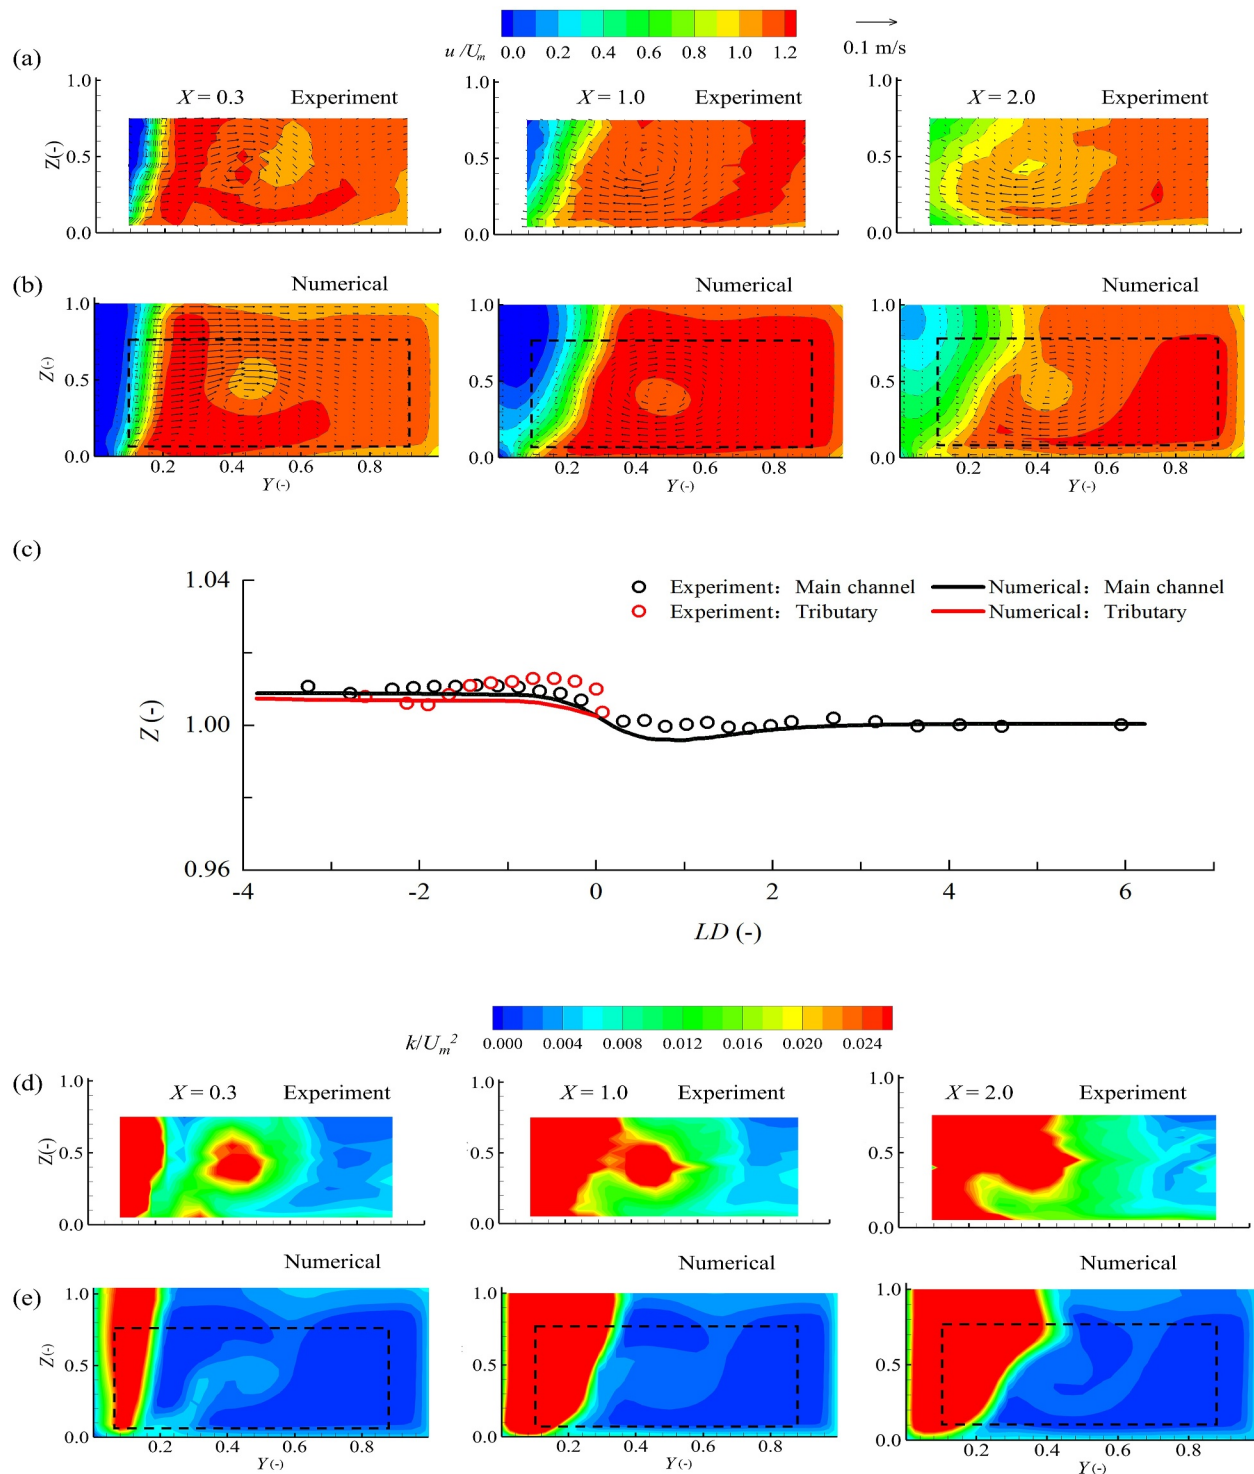 u /Um 0.0 0.2 0.4 0.6 0.8 1.0 1.2 0.1 m/s
(a)
1.0 X = 0.3 Experiment 1.0 X = 1.0 Experiment 1.0 X = 2.0 Experiment
Z(-) 0.5 0.5 0.5
0.0 0.0 0.0
(b) Numerical Numerical Numerical
1.0 1.0 1.0
Z(-) 0.5 0.5 0.5
0.0 0.0 0.0
0.2 0.4 0.6 0.8 0.2 0.4 0.6 0.8 0.2 0.4 0.6 0.8
Y(-) Y(-) Y(-)
(c)
1.04
Experiment: Main channel Numerical: Main channel
Experiment: Tributary Numerical: Tributary
Z (-) 1.00
0.96
-4 -2 0 2 4 6
LD (-)
k/Um² 0.000 0.004 0.008 0.012 0.016 0.020 0.024
(d)
1.0 X = 0.3 Experiment 1.0 X = 1.0 Experiment 1.0 X = 2.0 Experiment
Z(-) 0.5 0.5 0.5
0.0 0.0 0.0
Numerical Numerical Numerical
(e) 1.0 1.0 1.0
Z(-) 0.5 0.5 0.5
0.0 0.0 0.0
0.2 0.4 0.6 0.8 0.2 0.4 0.6 0.8 0.2 0.4 0.6 0.8
Y(-) Y(-) Y(-)